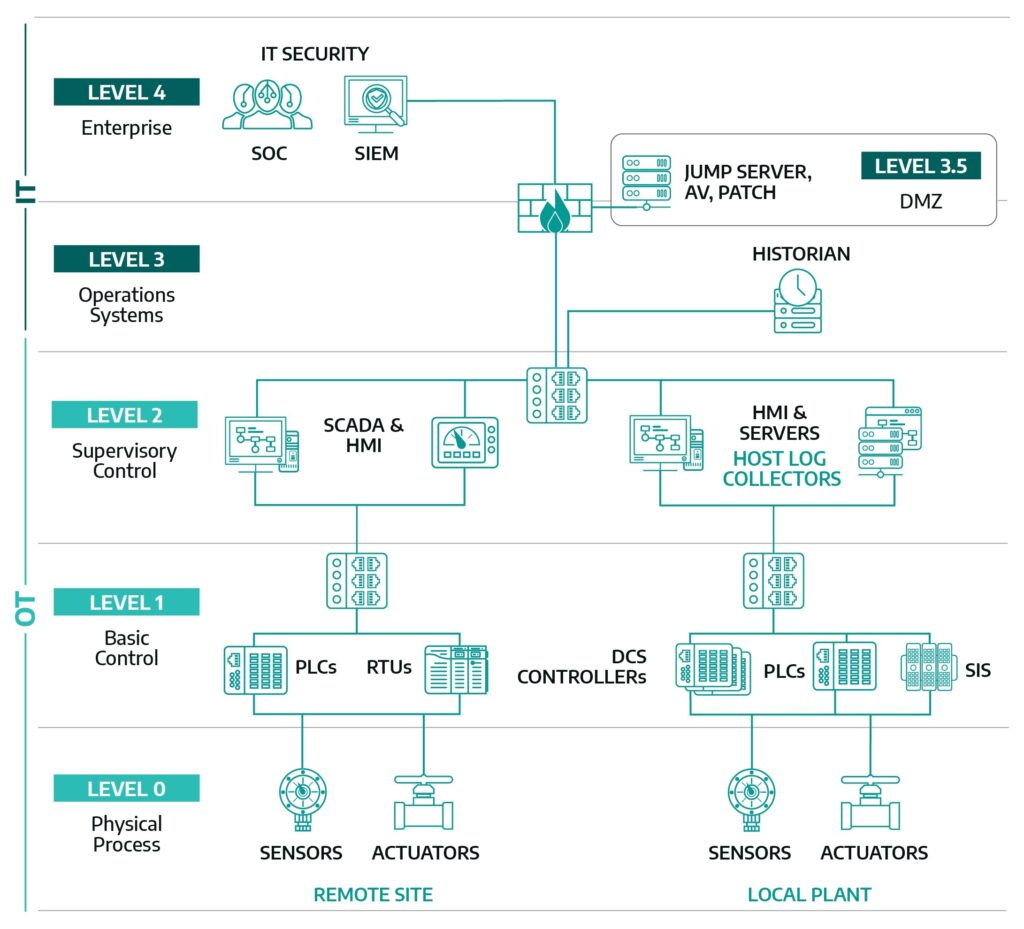 IT SECURITY
LEVEL 4
Enterprise
SOC
SIEM
LEVEL 3.5
DMZ
JUMP SERVER,
AV, PATCH
IT
LEVEL 3
Operations
Systems
HISTORIAN
LEVEL 2
Supervisory
Control
SCADA &
HMI
HMI &
SERVERS
HOST LOG
COLLECTORS
OT
LEVEL 1
Basic
Control
PLCs
RTUs
DCS
CONTROLLERs
PLCs
SIS
LEVEL 0
Physical
Process
SENSORS
ACTUATORS
SENSORS
ACTUATORS
REMOTE SITE
LOCAL PLANT